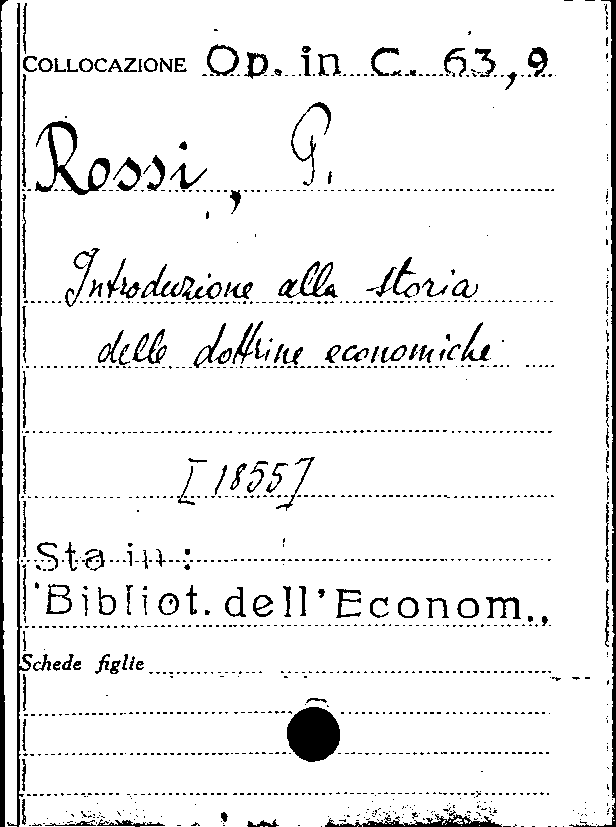 COLLOCAZIONE Op. in C. 63,9
Rossi, P.
Introduzione alla storia
delle dottrine economiche
[1855]
Sta in:
Bibliot. dell'Econom.,
Schede figlie